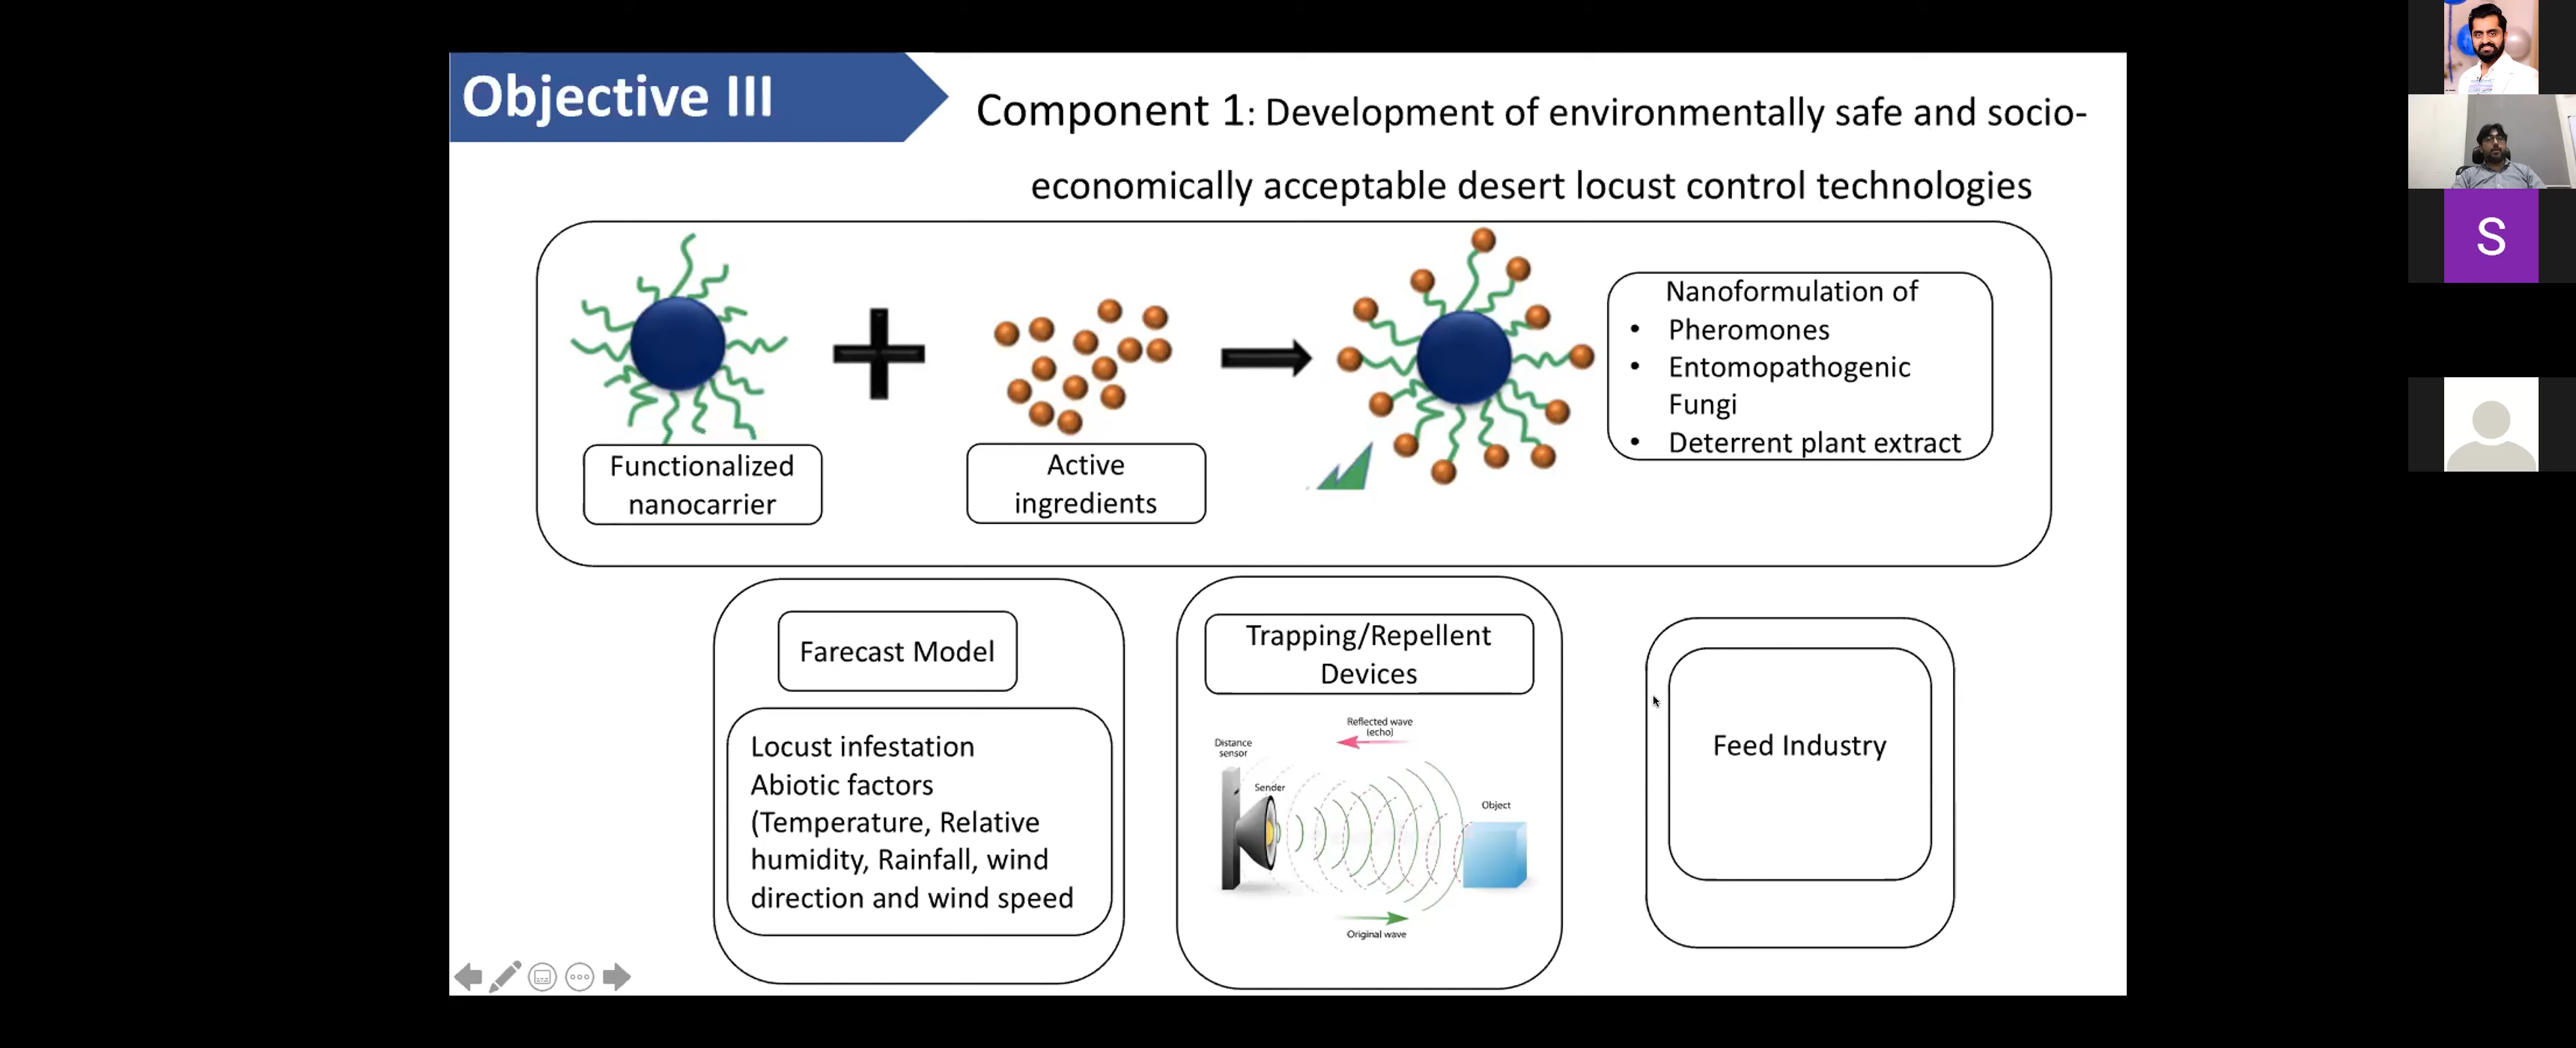 Objective III
Component 1: Development of environmentally safe and socio-
economically acceptable desert locust control technologies
Functionalized
nanocarrier
Active
ingredients
Nanoformulation of
• Pheromones
• Entomopathogenic
Fungi
• Deterrent plant extract
Farecast Model
Locust infestation
Abiotic factors
(Temperature, Relative
humidity, Rainfall, wind
direction and wind speed
Trapping/Repellent
Devices
Reflected wave
(echo)
Distance
sensor
Sender
Object
Original wave
Feed Industry
S